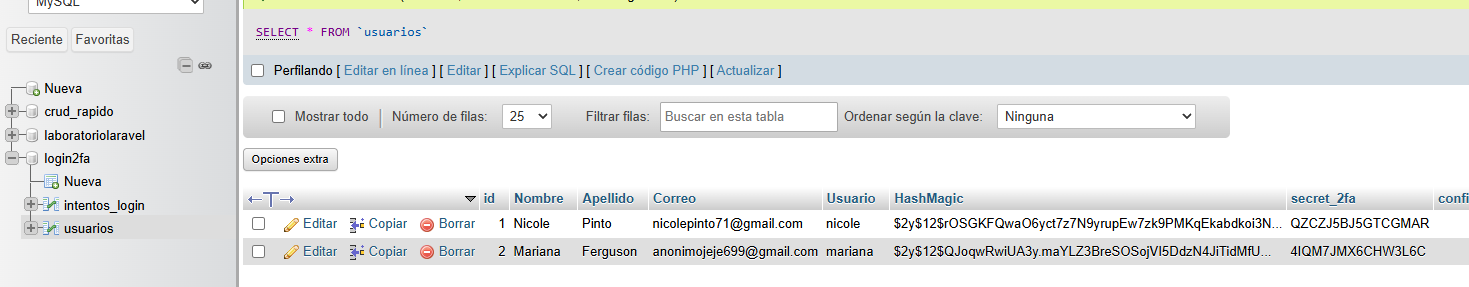 MySQL
Reciente Favoritas
Nueva
crud_rapido
laboratoriolaravel
login2fa
Nueva
intentos_login
usuarios
SELECT * FROM `usuarios`
Perfilando [ Editar en línea ] [ Editar ] [ Explicar SQL ] [ Crear código PHP ] [ Actualizar ]
Mostrar todo Número de filas: 25 Filtrar filas: Buscar en esta tabla Ordenar según la clave: Ninguna
Opciones extra
id Nombre Apellido Correo Usuario HashMagic secret_2fa confi
Editar Copiar Borrar 1 Nicole Pinto nicolepinto71@gmail.com nicole $2y$12$rOSGKFQwaO6yct7z7N9yrupEw7zk9PMKqEkabdkoi3N... QZCZJ5BJ5GTCGMAR
Editar Copiar Borrar 2 Mariana Ferguson anonimojeje699@gmail.com mariana $2y$12$QJoqwRwiUA3y.maYLZ3BreSOSojVI5DdzN4JiTidMfU... 4IQM7JMX6CHW3L6C